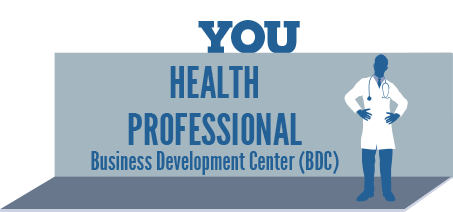 YOU
HEALTH
PROFESSIONAL
Business Development Center (BDC)